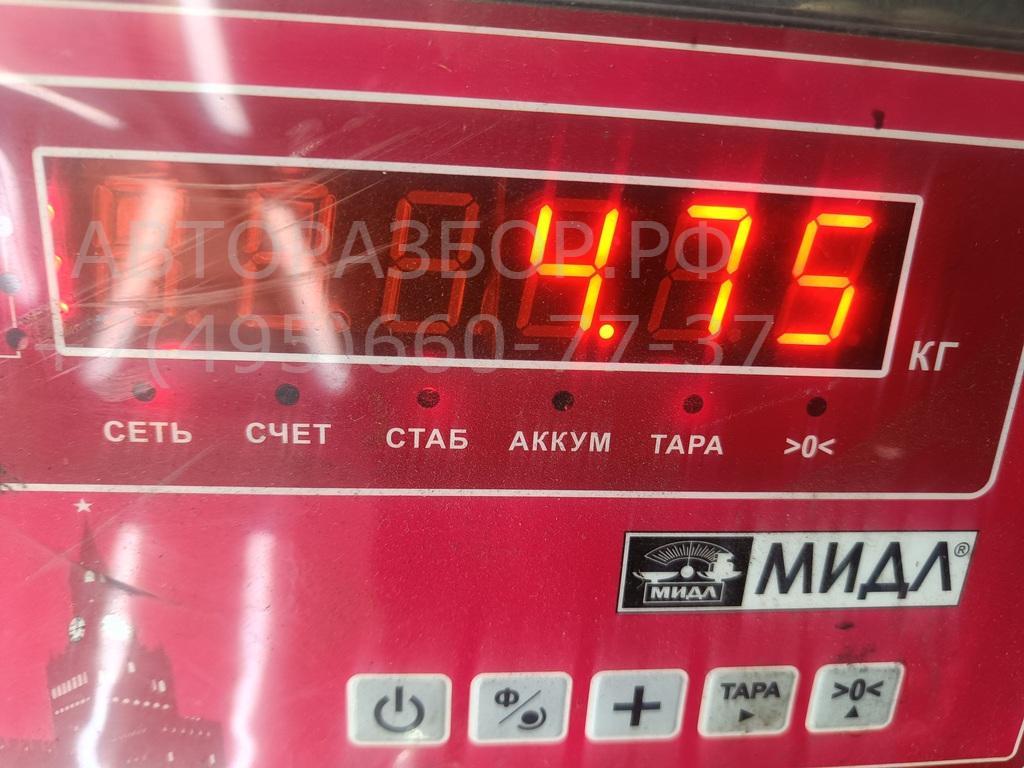 4.75
КГ
АВТОРАЗБОР.РФ
+7(495)660-77-37
СЕТЬ СЧЕТ СТАБ АККУМ ТАРА >0<
МИДЛ МИДЛ®
Ф ТАРА >0<